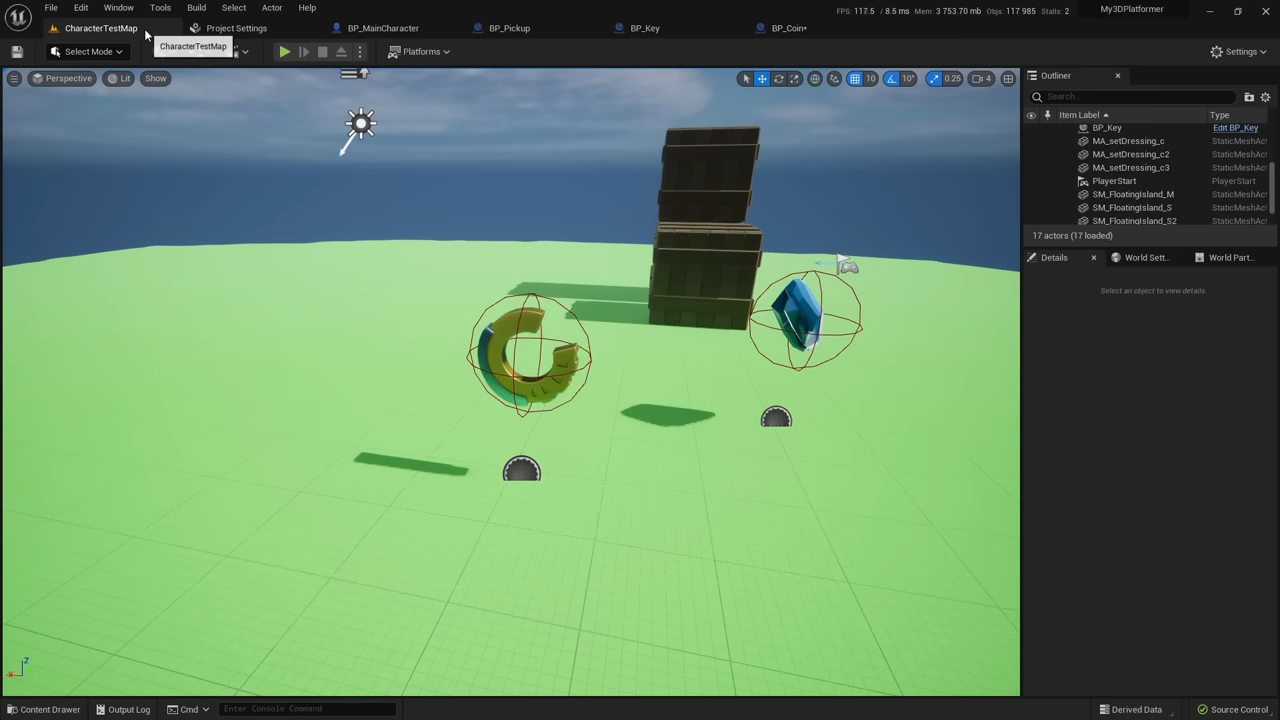 File Edit Window Tools Build Select Actor Help
FPS: 117.5 / 8.5 ms Mem: 3 753.70 mb Objs: 117 985 Stalls: 2
My3DPlatformer
CharacterTestMap
Project Settings
BP_MainCharacter
BP_Pickup
BP_Key
BP_Coin•
Select Mode
CharacterTestMap
Platforms
Settings
Perspective
Lit
Show
10
10°
0.25
4
Outliner
Search...
Item Label
Type
BP_Key Edit BP_Key
MA_setDressing_c StaticMeshAct
MA_setDressing_c2 StaticMeshAct
MA_setDressing_c3 StaticMeshAct
PlayerStart PlayerStart
SM_FloatingIsland_M StaticMeshAct
SM_FloatingIsland_S StaticMeshAct
SM_FloatingIsland_S2 StaticMeshAct
17 actors (17 loaded)
Details
World Sett...
World Part...
Select an object to view details
Z
X
Content Drawer
Output Log
Cmd
Enter Console Command
Derived Data
Source Control